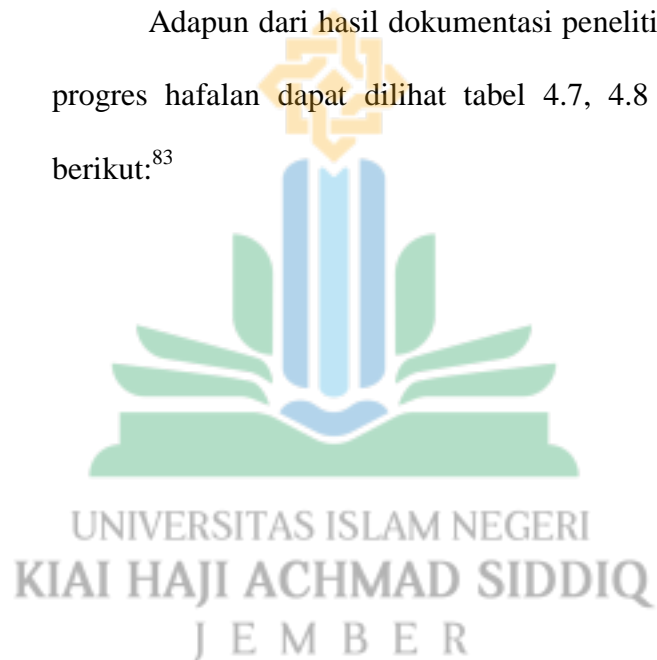 Adapun dari hasil dokumentasi peneliti
progres hafalan dapat dilihat tabel 4.7, 4.8
berikut:⁸³
UNIVERSITAS ISLAM NEGERI
KIAI HAJI ACHMAD SIDDIQ
JEMBER